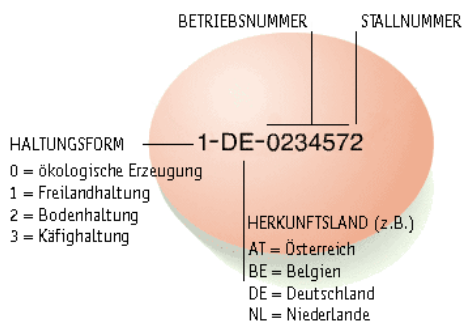 BETRIEBSNUMMER
STALLNUMMER
HALTUNGSFORM
1-DE-0234572
0 = ökologische Erzeugung
1 = Freilandhaltung
2 = Bodenhaltung
3 = Käfighaltung
HERKUNFTSLAND (z.B.)
AT = Österreich
BE = Belgien
DE = Deutschland
NL = Niederlande